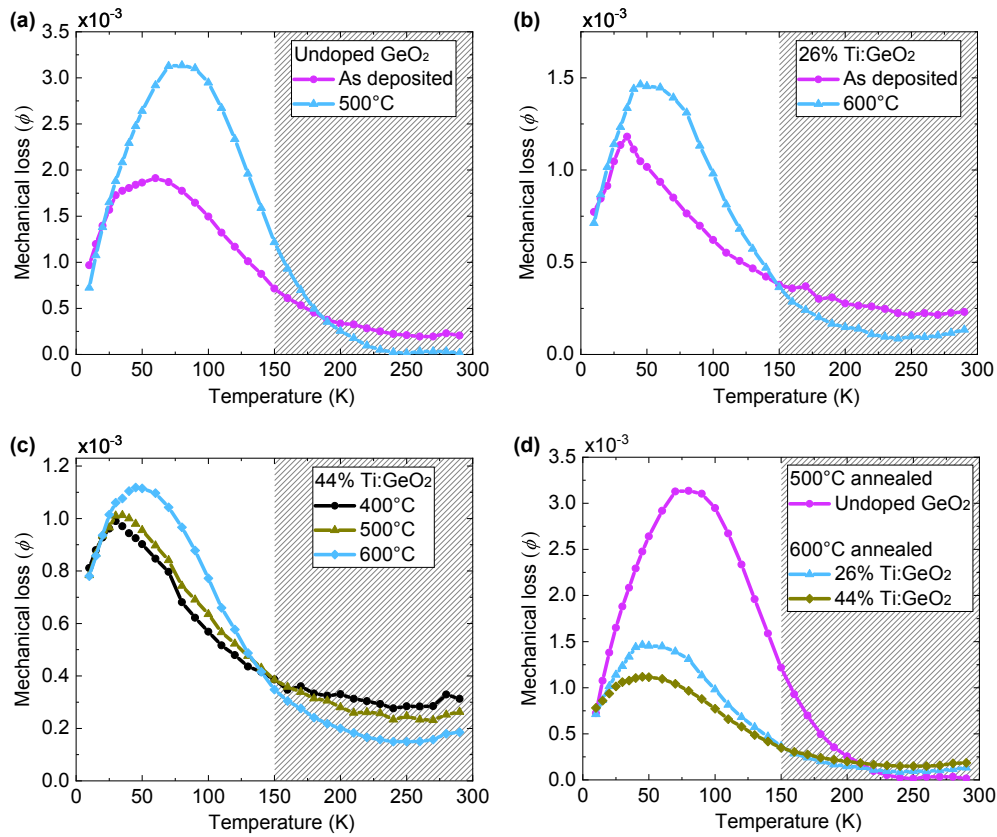 (a)
x10-3
3.5
3.0
2.5
2.0
1.5
1.0
0.5
0.0
0 50 100 150 200 250 300
Mechanical loss (ϕ)
Temperature (K)
Undoped GeO₂
As deposited
500°C
(b)
x10-3
1.5
1.0
0.5
0.0
0 50 100 150 200 250 300
Mechanical loss (ϕ)
Temperature (K)
26% Ti:GeO₂
As deposited
600°C
(c)
x10-3
1.2
1.0
0.8
0.6
0.4
0.2
0.0
0 50 100 150 200 250 300
Mechanical loss (ϕ)
Temperature (K)
44% Ti:GeO₂
400°C
500°C
600°C
(d)
x10-3
3.5
3.0
2.5
2.0
1.5
1.0
0.5
0.0
0 50 100 150 200 250 300
Mechanical loss (ϕ)
Temperature (K)
500°C annealed
Undoped GeO₂
600°C annealed
26% Ti:GeO₂
44% Ti:GeO₂